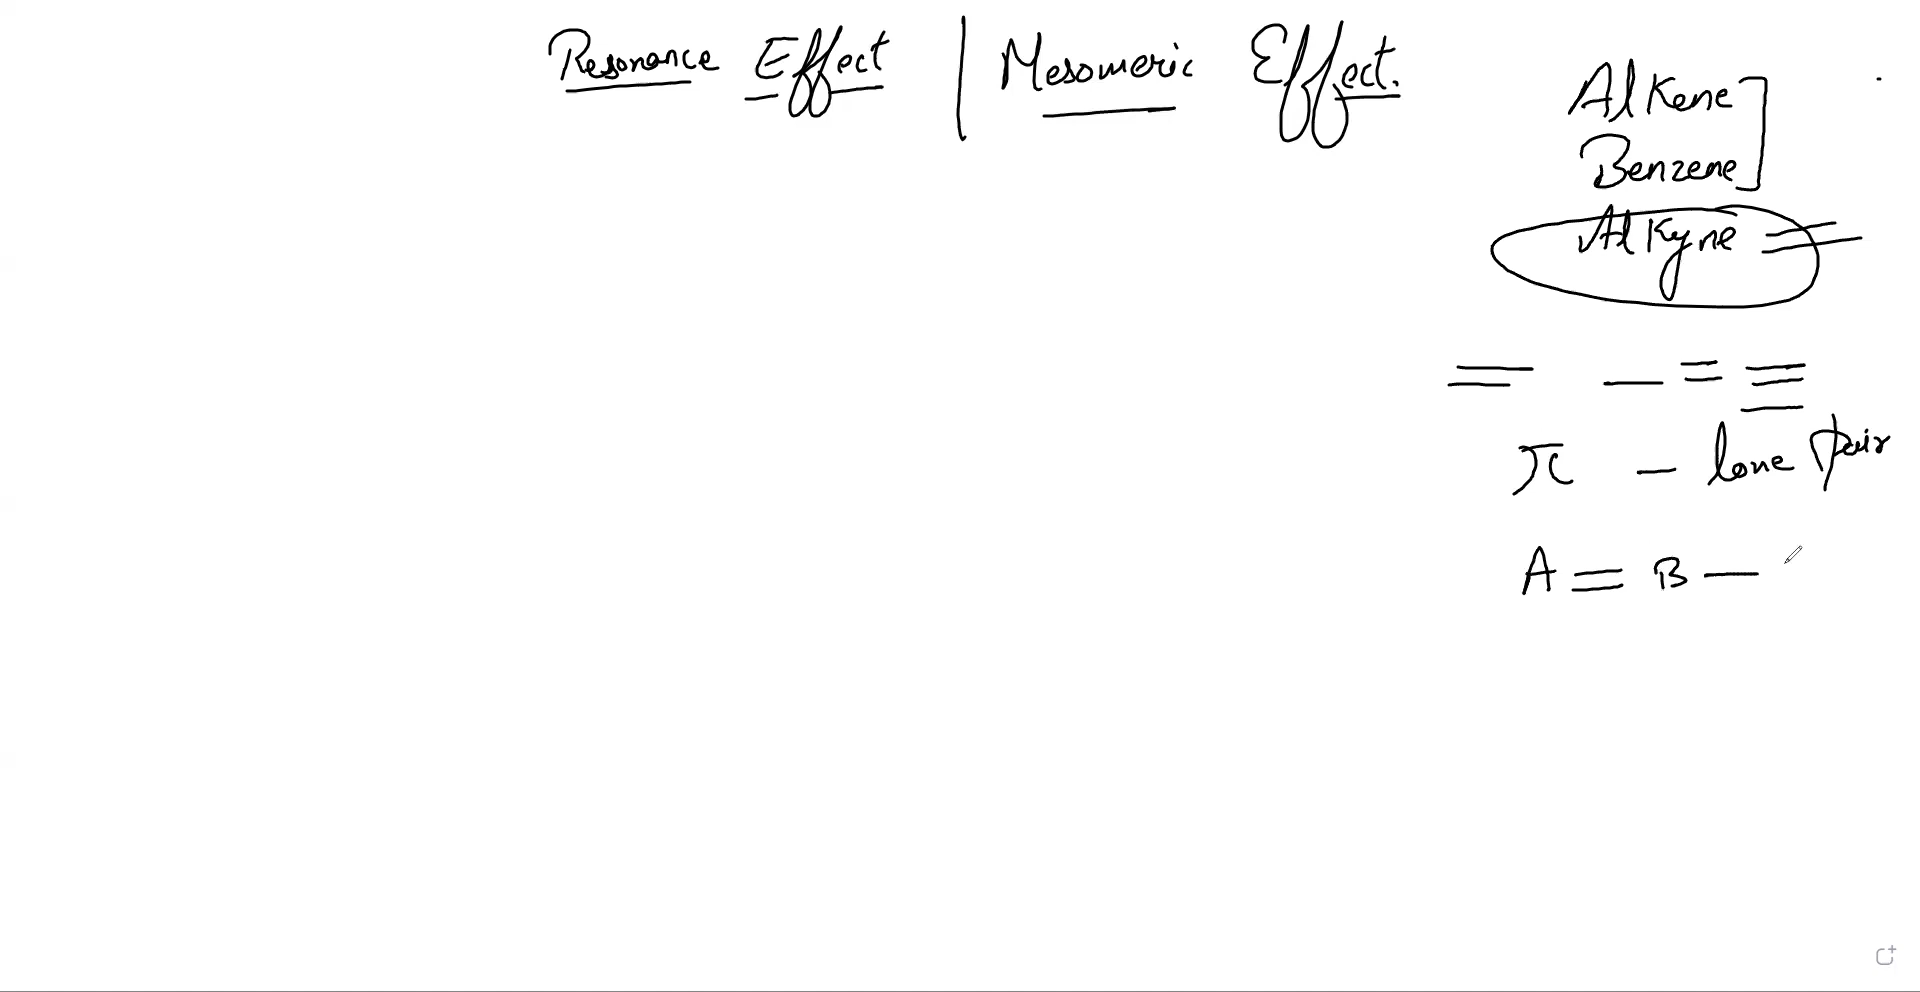 Resonance Effect | Mesomeric Effect.
Alkene
Benzene
Alkyne =
= - = ≡
π - lone pair
A = B -